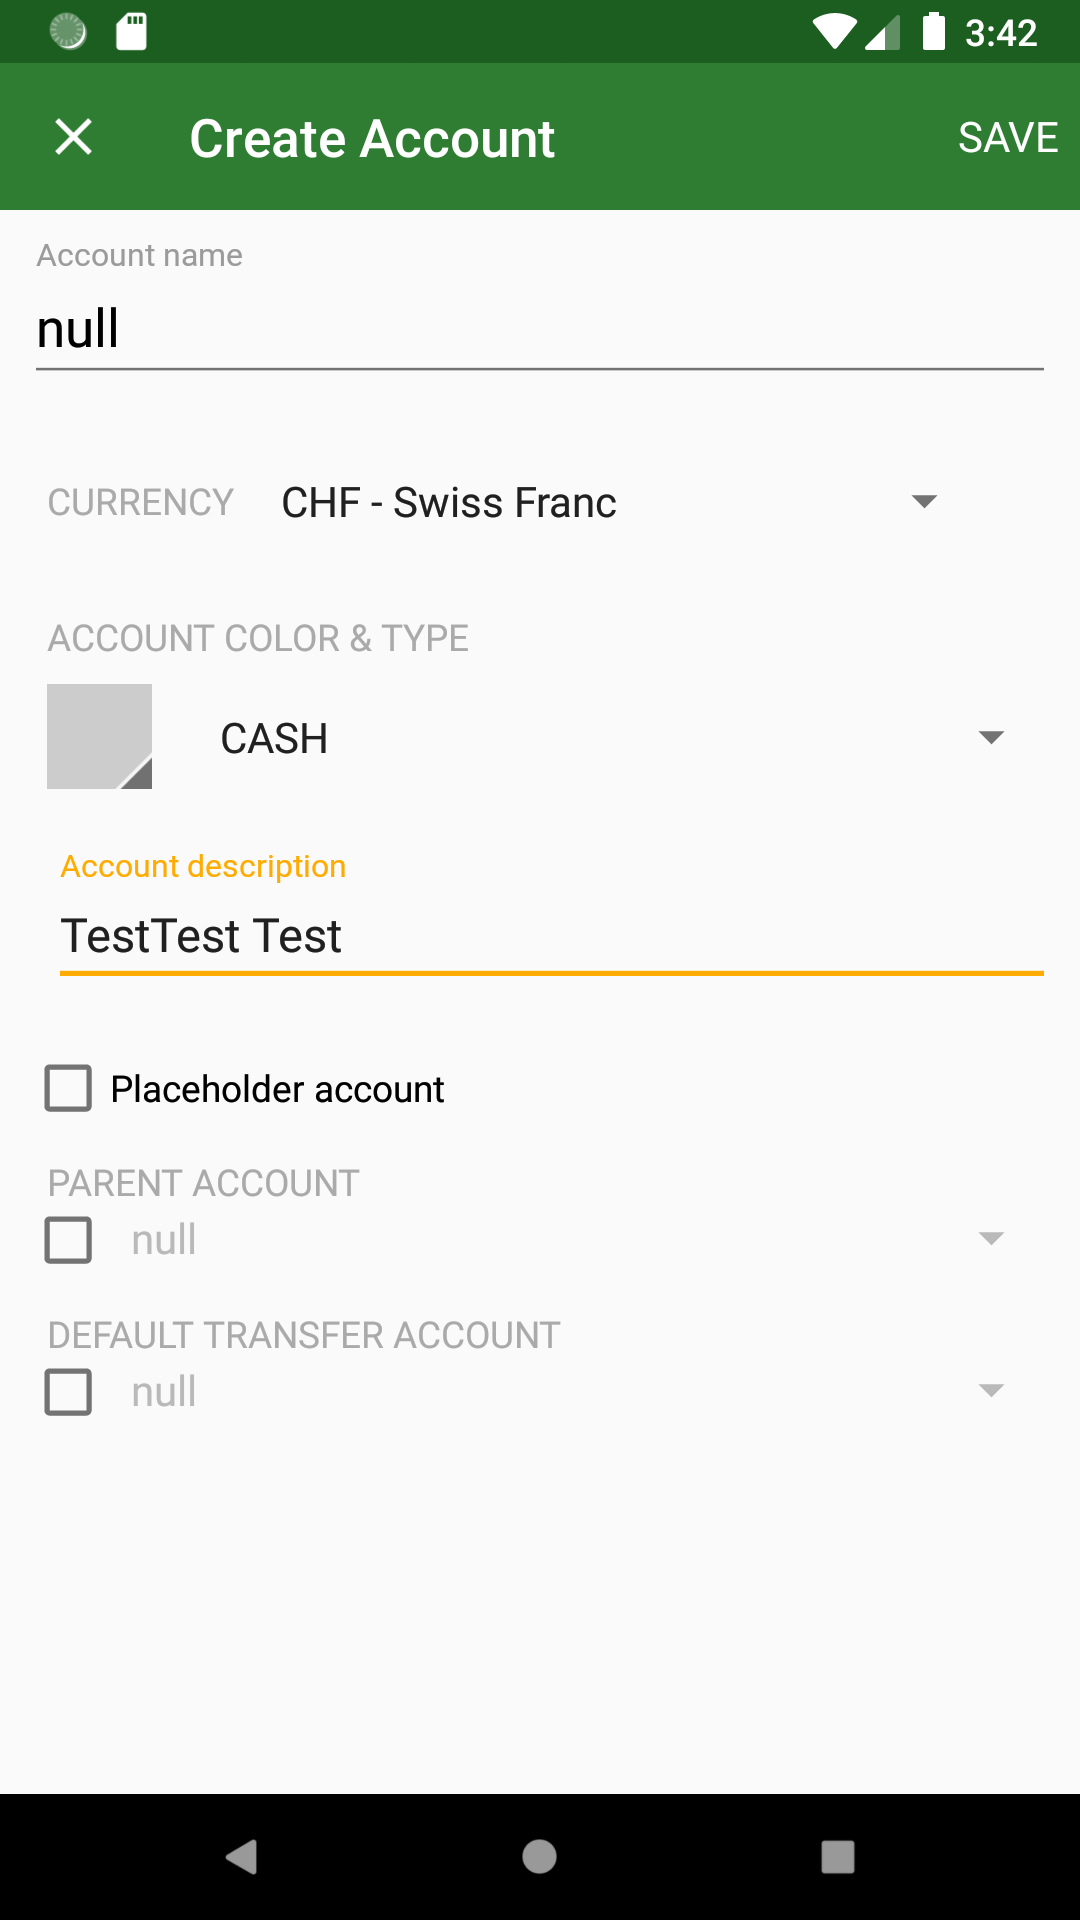 3:42
Create Account
SAVE
Account name
null
CURRENCY
CHF - Swiss Franc
ACCOUNT COLOR & TYPE
CASH
Account description
TestTest Test
Placeholder account
PARENT ACCOUNT
null
DEFAULT TRANSFER ACCOUNT
null